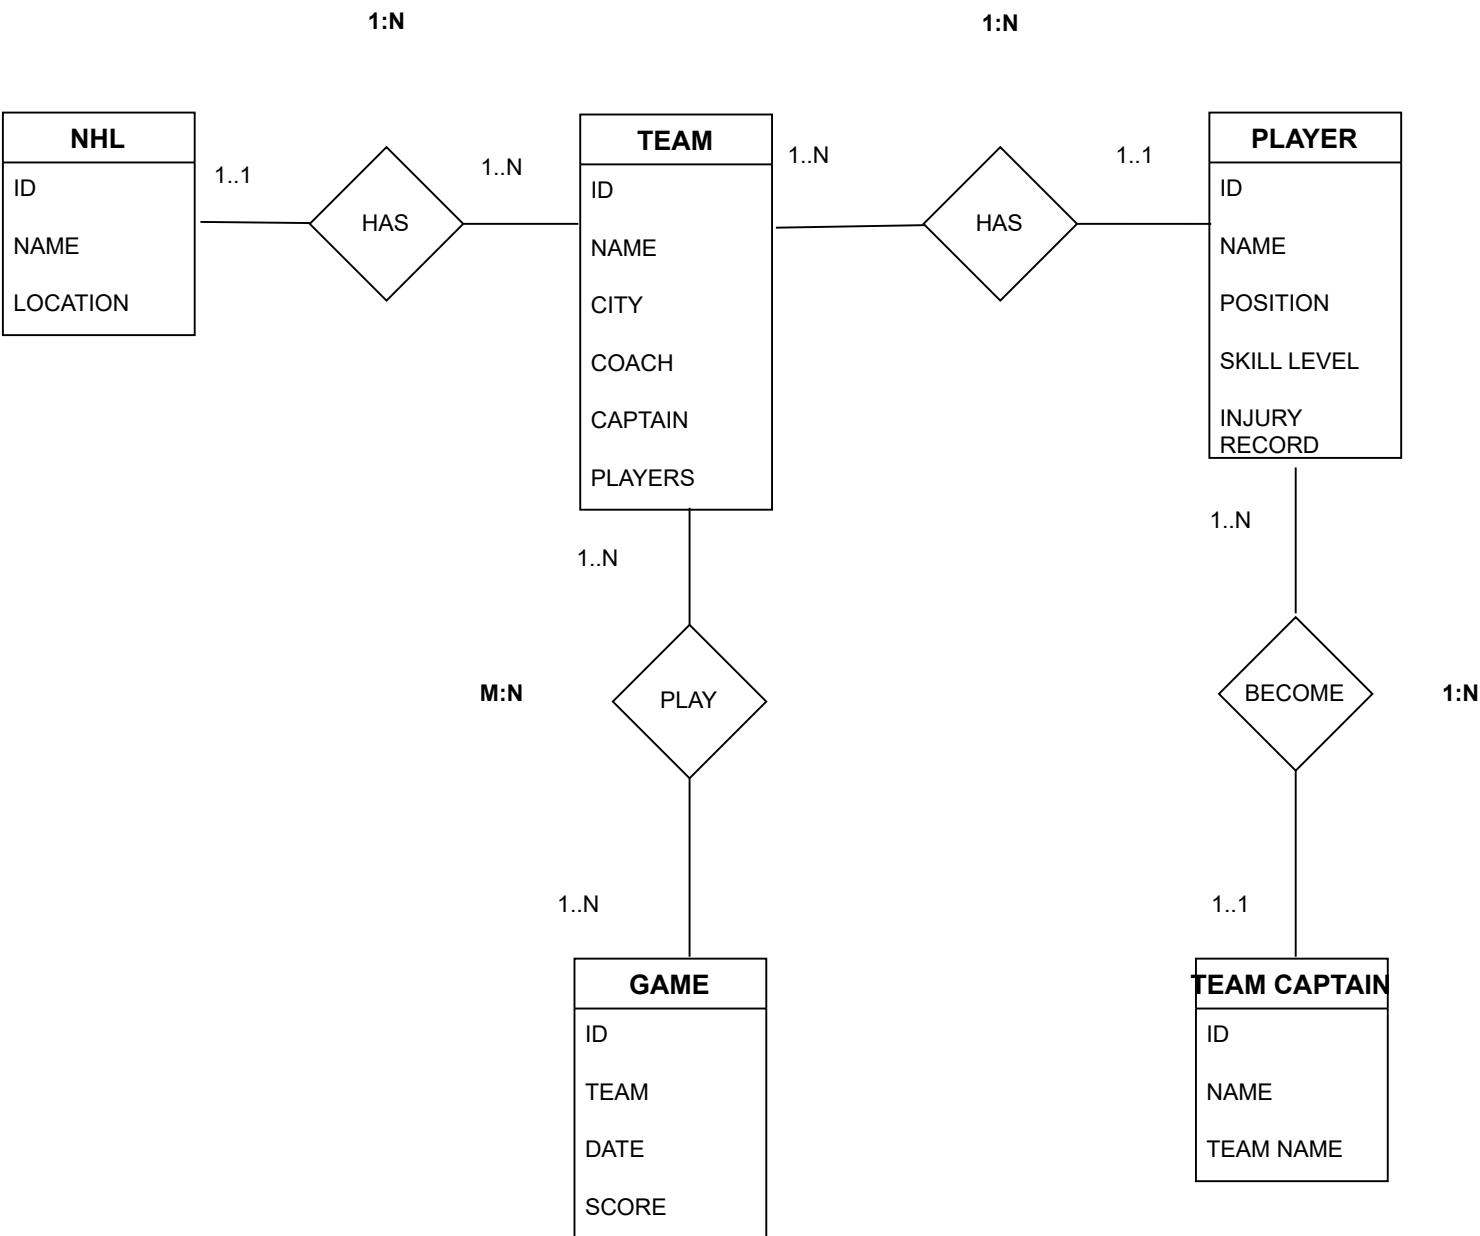 1:N
1:N
NHL
ID
NAME
LOCATION
1..1
HAS
1..N
TEAM
ID
NAME
CITY
COACH
CAPTAIN
PLAYERS
1..N
HAS
1..1
PLAYER
ID
NAME
POSITION
SKILL LEVEL
INJURY
RECORD
1..N
M:N
PLAY
1..N
GAME
ID
TEAM
DATE
SCORE
1..N
BECOME
1:N
1..1
TEAM CAPTAIN
ID
NAME
TEAM NAME